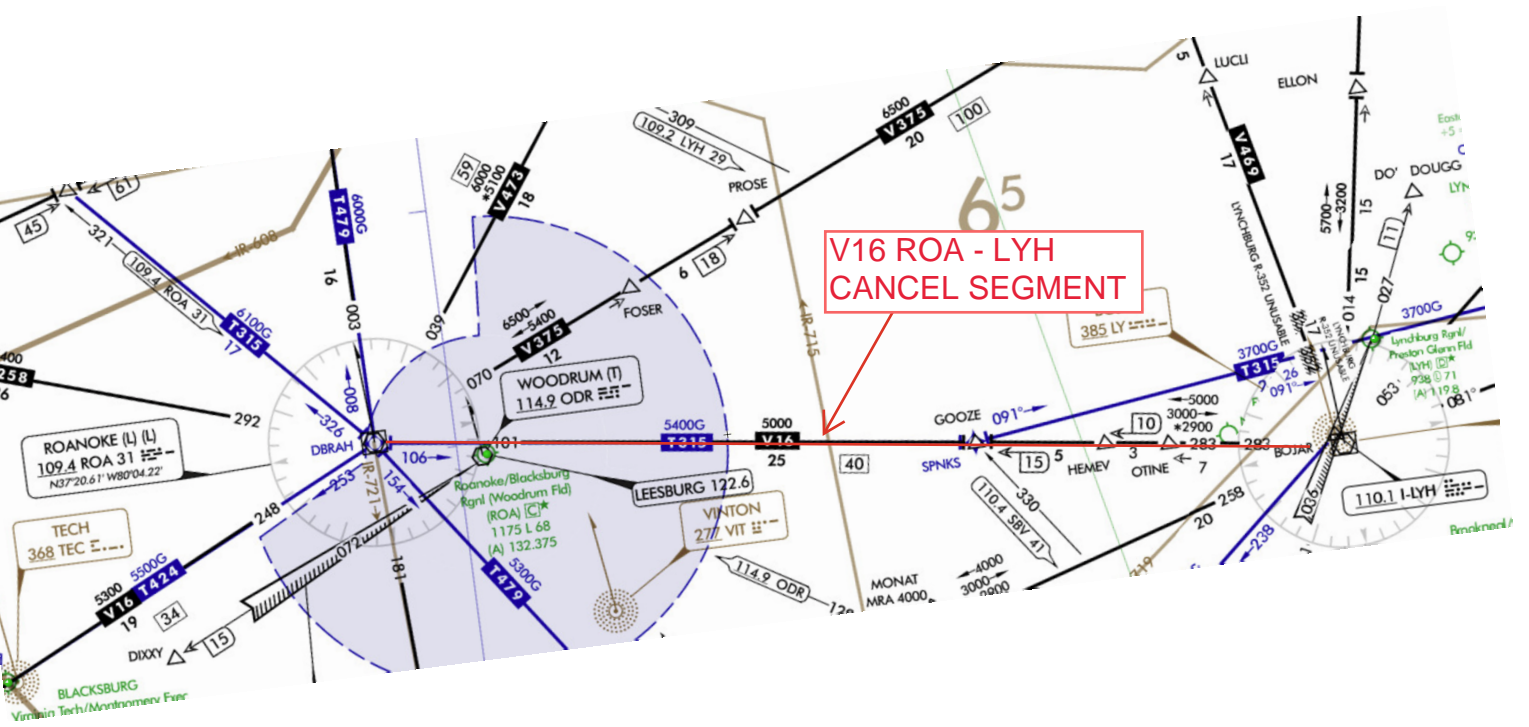 LUCLI
5
ELLON
V375
6500
20
100
309
109.2 LYH 29
PROSE
6⁵
V469
17
DO'
DOUGG
5700
3200
15
11
61
45
321
109.4 ROA 31
IR-608
T479
6000G
16
59
6000
*5100
V473
18
V16 ROA - LYH
CANCEL SEGMENT
6
18
FOSER
IR-715
LYNCHBURG R-352 UNUSABLE
15
014
027
3700G
385 LY
6100G
T315
17
003
039
6500
5400
V375
12
070
WOODRUM (T)
114.9 ODR
Lynchburg Rgnl/
Preston Glenn Fld
(LYH) D★
938 L 71
(A) 119.8
3700G
T315
26
091°
17
053°
081°
400
258
292
008
326
DBRAH
ROANOKE (L) (L)
109.4 ROA 31
N37°20.61' W80°04.22'
106
101
5400G
T315
5000
V16
25
40
GOOZE
091°
SPNKS
15
5
10
HEMEV
3
OTINE
5000
3000
*2900
283
283
7
BOJAR
253
IR-721
154
LEESBURG 122.6
Roanoke/Blacksburg
Rgnl (Woodrum Fld)
(ROA) C★
1175 L 68
(A) 132.375
VINTON
277 VIT
330
110.4 SBV 41
110.1 I-LYH
036
238
258
20
TECH
368 TEC
248
072
181
5300G
T479
5500G
T424
5300
V16
19
34
DIXXY
15
114.9 ODR
MONAT
MRA 4000
4000
3000
BLACKSBURG
Virginia Tech/Montgomery Exec